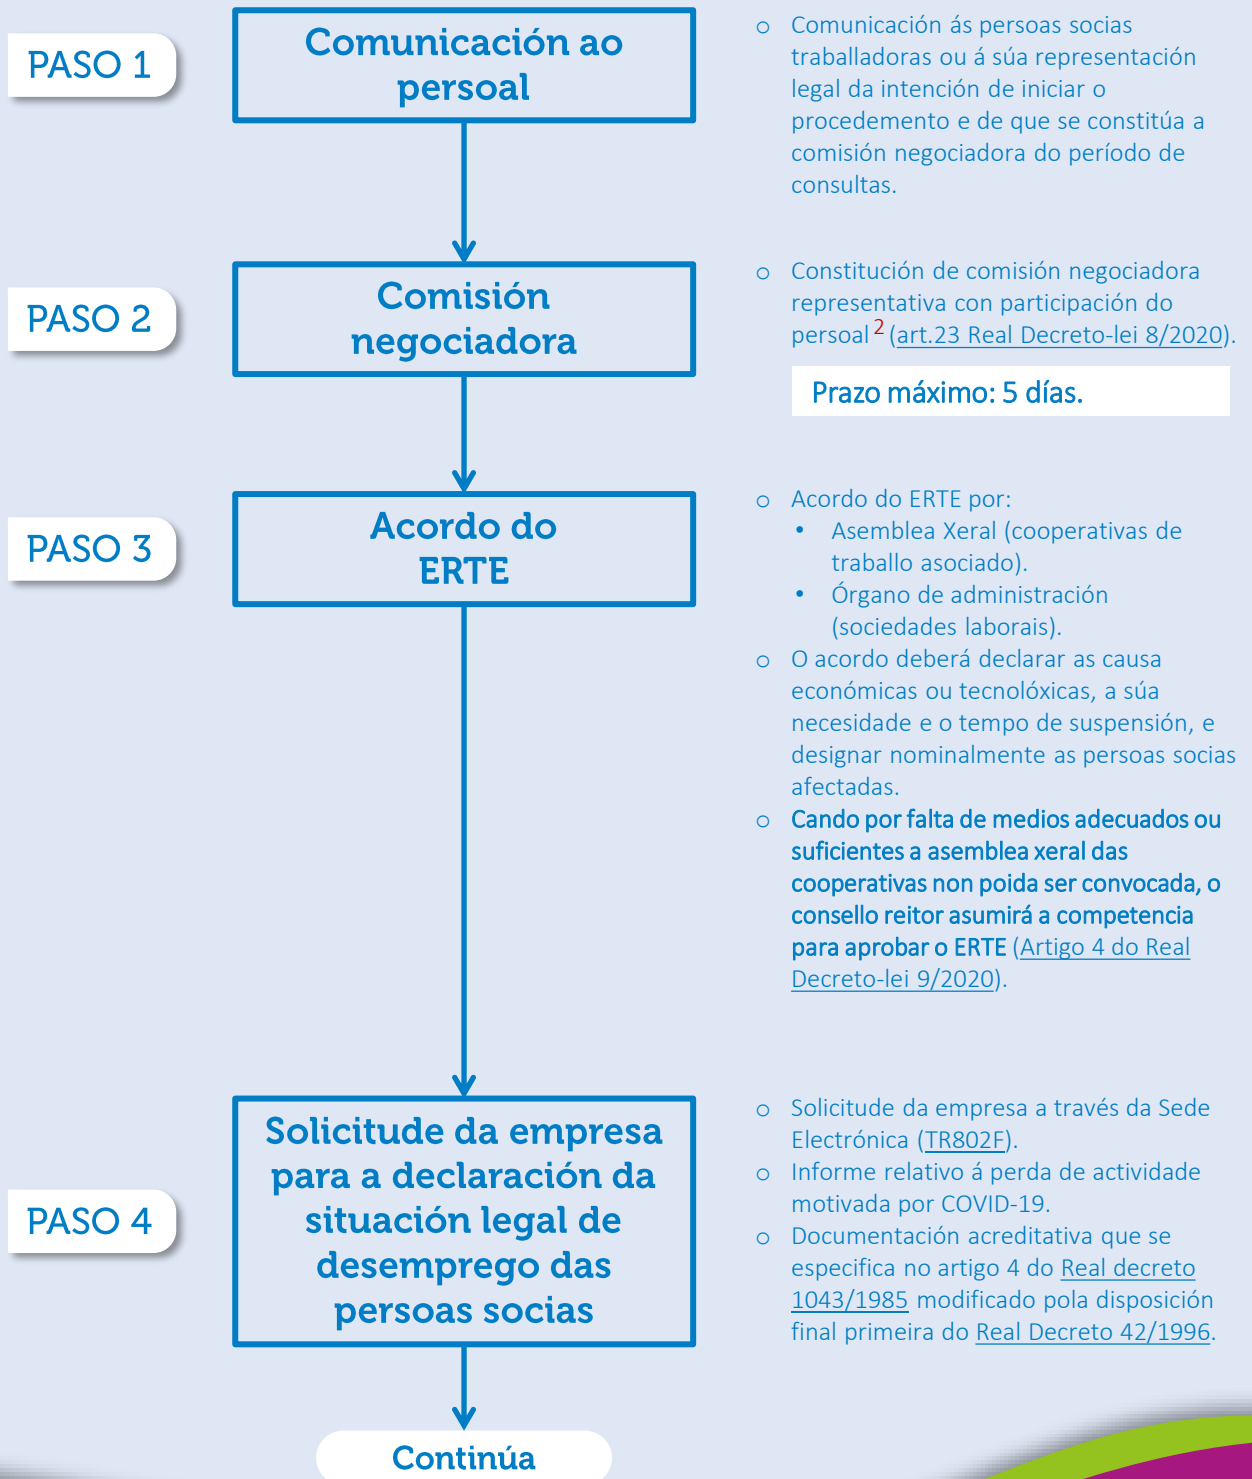 PASO 1
Comunicación ao
persoal
o Comunicación ás persoas socias
traballadoras ou á súa representación
legal da intención de iniciar o
procedemento e de que se constitúa a
comisión negociadora do período de
consultas.
PASO 2
Comisión
negociadora
o Constitución de comisión negociadora
representativa con participación do
persoal 2 (art.23 Real Decreto-lei 8/2020).
Prazo máximo: 5 días.
PASO 3
Acordo do
ERTE
o Acordo do ERTE por:
• Asemblea Xeral (cooperativas de
traballo asociado).
• Órgano de administración
(sociedades laborais).
o O acordo deberá declarar as causa
económicas ou tecnolóxicas, a súa
necesidade e o tempo de suspensión, e
designar nominalmente as persoas socias
afectadas.
o Cando por falta de medios adecuados ou
suficientes a asemblea xeral das
cooperativas non poida ser convocada, o
consello reitor asumirá a competencia
para aprobar o ERTE (Artigo 4 do Real
Decreto-lei 9/2020).
PASO 4
Solicitude da empresa
para a declaración da
situación legal de
desemprego das
persoas socias
o Solicitude da empresa a través da Sede
Electrónica (TR802F).
o Informe relativo á perda de actividade
motivada por COVID-19.
o Documentación acreditativa que se
especifica no artigo 4 do Real decreto
1043/1985 modificado pola disposición
final primeira do Real Decreto 42/1996.
Continúa